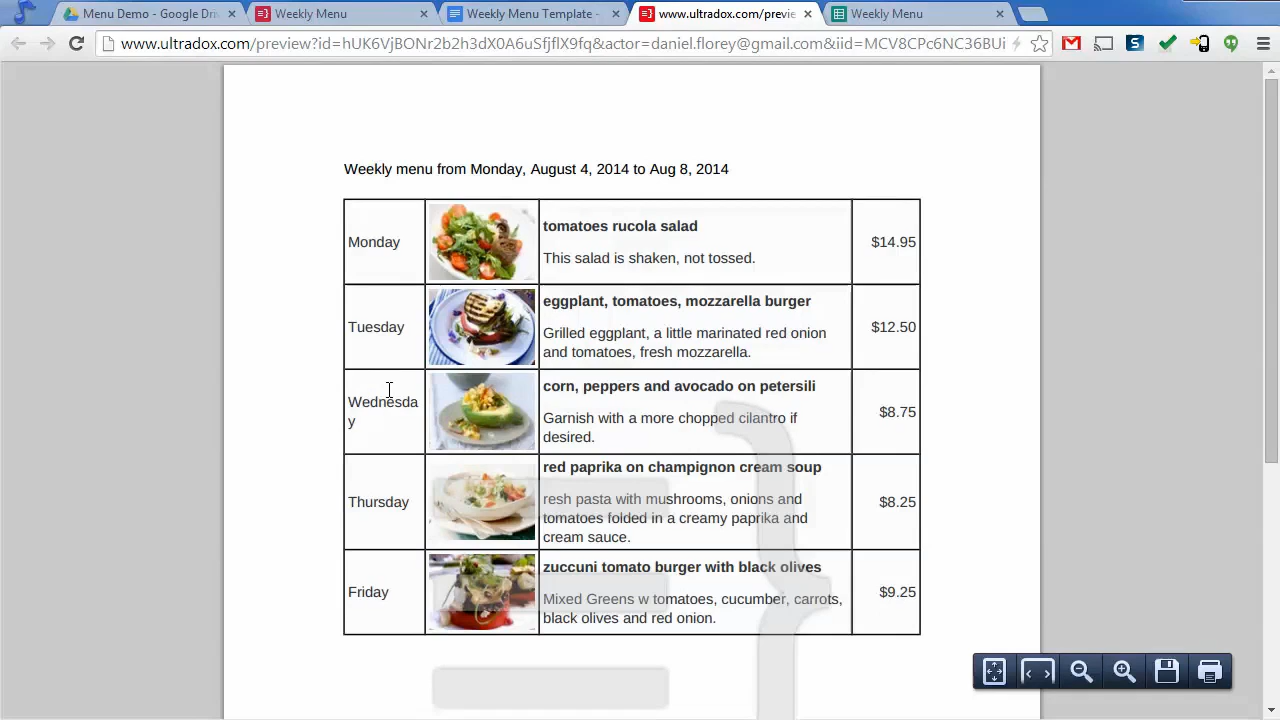 Menu Demo - Google Dri
Weekly Menu
Weekly Menu Template -
www.ultradox.com/previe
Weekly Menu
www.ultradox.com/preview?id=hUK6VjBONr2b2h3dX0A6uSfjfly9fq&actor=daniel.florey@gmail.com&iid=MCV8CPc6NC36BUi
Weekly menu from Monday, August 4, 2014 to Aug 8, 2014
Monday
tomatoes rucola salad
This salad is shaken, not tossed.
$14.95
Tuesday
eggplant, tomatoes, mozzarella burger
Grilled eggplant, a little marinated red onion
and tomatoes, fresh mozzarella.
$12.50
Wednesda
y
corn, peppers and avocado on petersili
Garnish with a more chopped cilantro if
desired.
$8.75
Thursday
red paprika on champignon cream soup
resh pasta with mushrooms, onions and
tomatoes folded in a creamy paprika and
cream sauce.
$8.25
Friday
zuccuni tomato burger with black olives
Mixed Greens w tomatoes, cucumber, carrots,
black olives and red onion.
$9.25